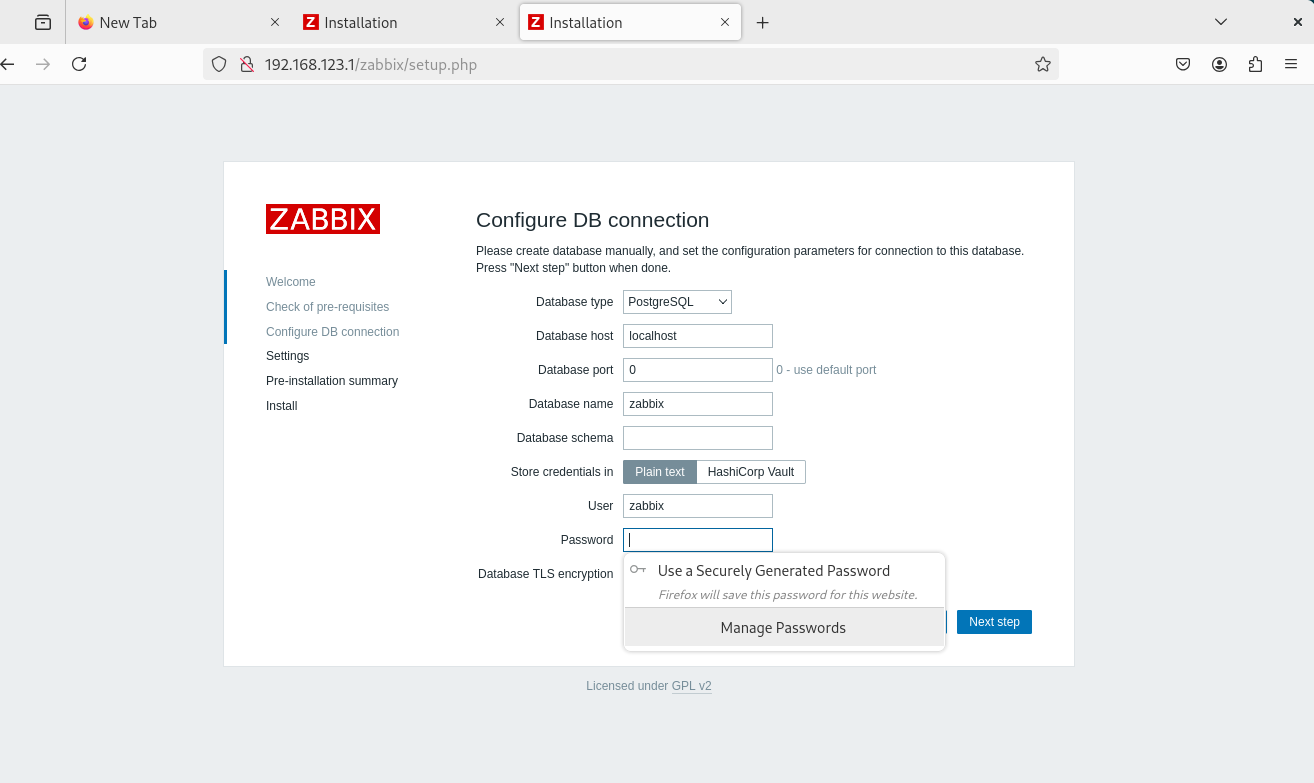 New Tab
Installation
Installation
192.168.123.1/zabbix/setup.php
ZABBIX
Welcome
Check of pre-requisites
Configure DB connection
Settings
Pre-installation summary
Install
Configure DB connection
Please create database manually, and set the configuration parameters for connection to this database.
Press "Next step" button when done.
Database type PostgreSQL
Database host localhost
Database port 0 0 - use default port
Database name zabbix
Database schema
Store credentials in Plain text HashiCorp Vault
User zabbix
Password
Database TLS encryption
Use a Securely Generated Password
Firefox will save this password for this website.
Manage Passwords
Next step
Licensed under GPL v2